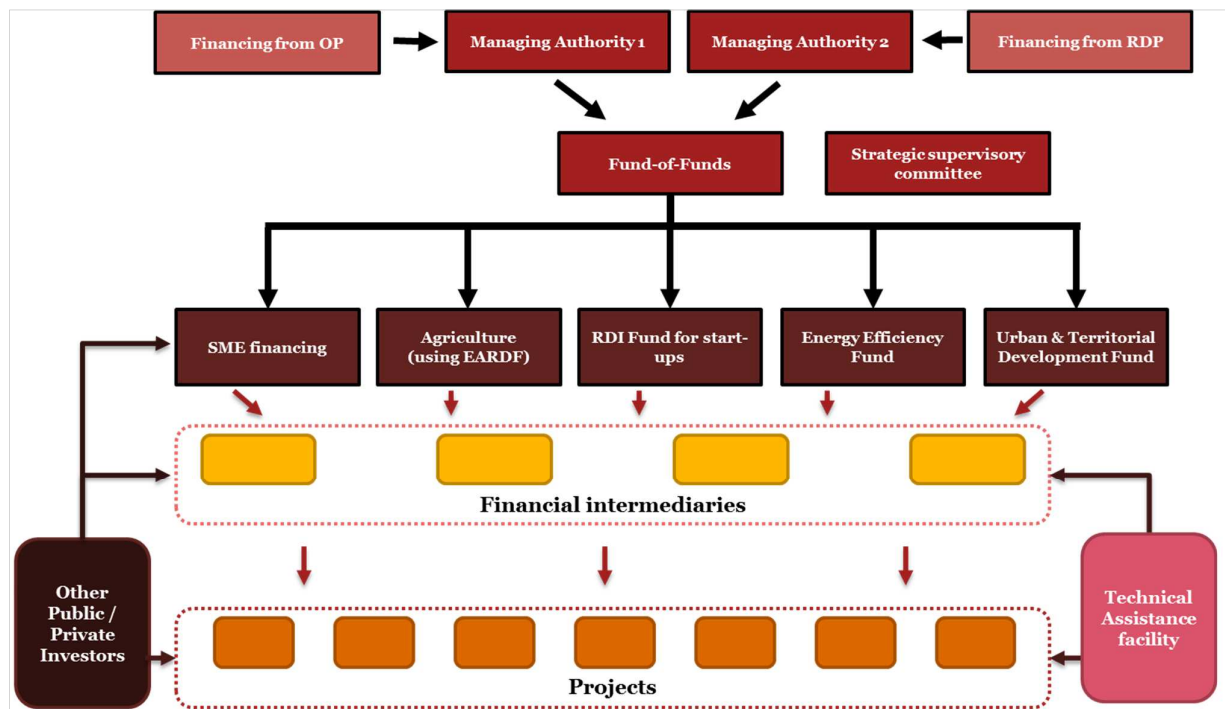 Financing from OP
Managing Authority 1
Managing Authority 2
Financing from RDP
Fund-of-Funds
Strategic supervisory
committee
SME financing
Agriculture
(using EARDF)
RDI Fund for start-
ups
Energy Efficiency
Fund
Urban & Territorial
Development Fund
Financial intermediaries
Other
Public /
Private
Investors
Technical
Assistance
facility
Projects